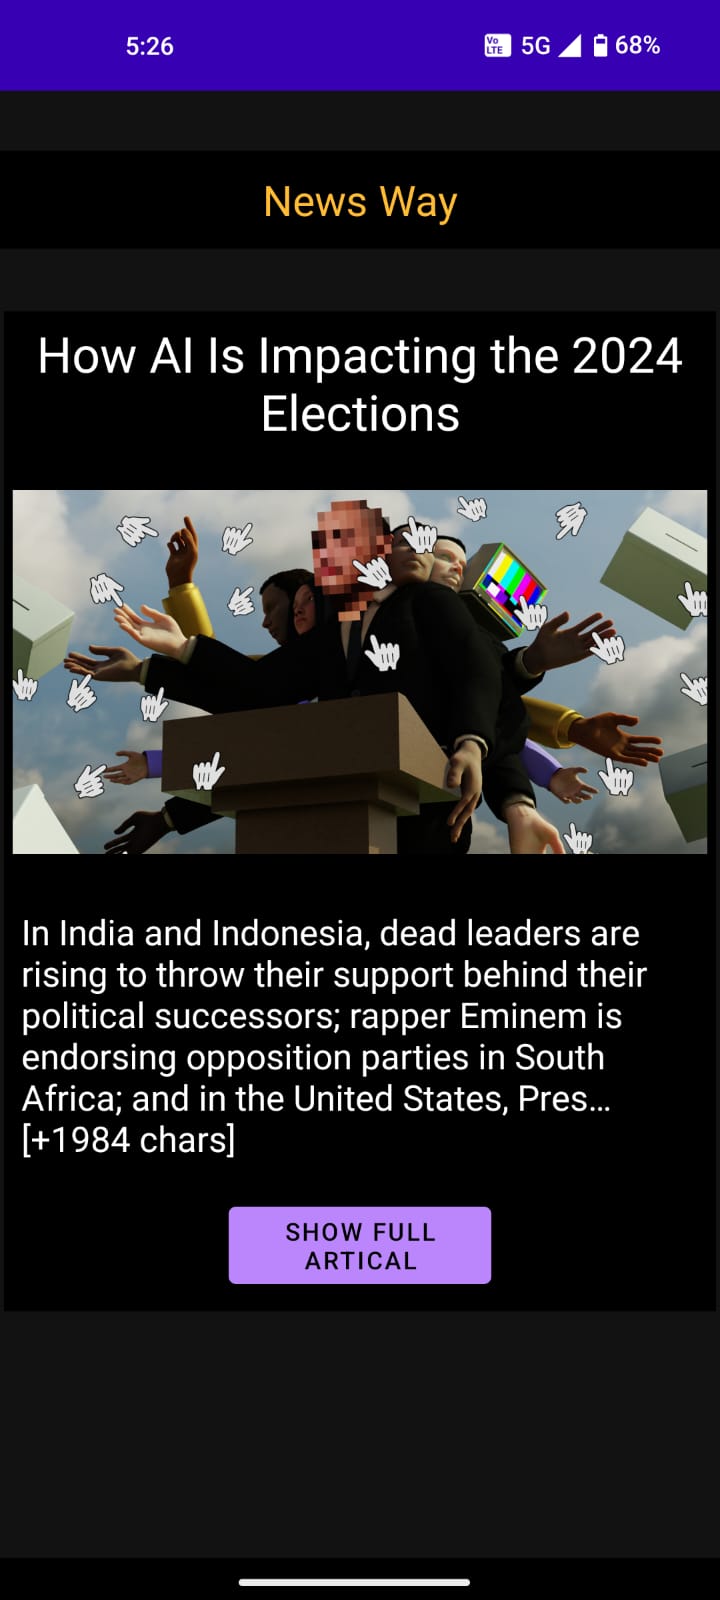 5:26
Vo
LTE
5G
68%
News Way
How AI Is Impacting the 2024
Elections
In India and Indonesia, dead leaders are
rising to throw their support behind their
political successors; rapper Eminem is
endorsing opposition parties in South
Africa; and in the United States, Pres…
[+1984 chars]
SHOW FULL
ARTICAL